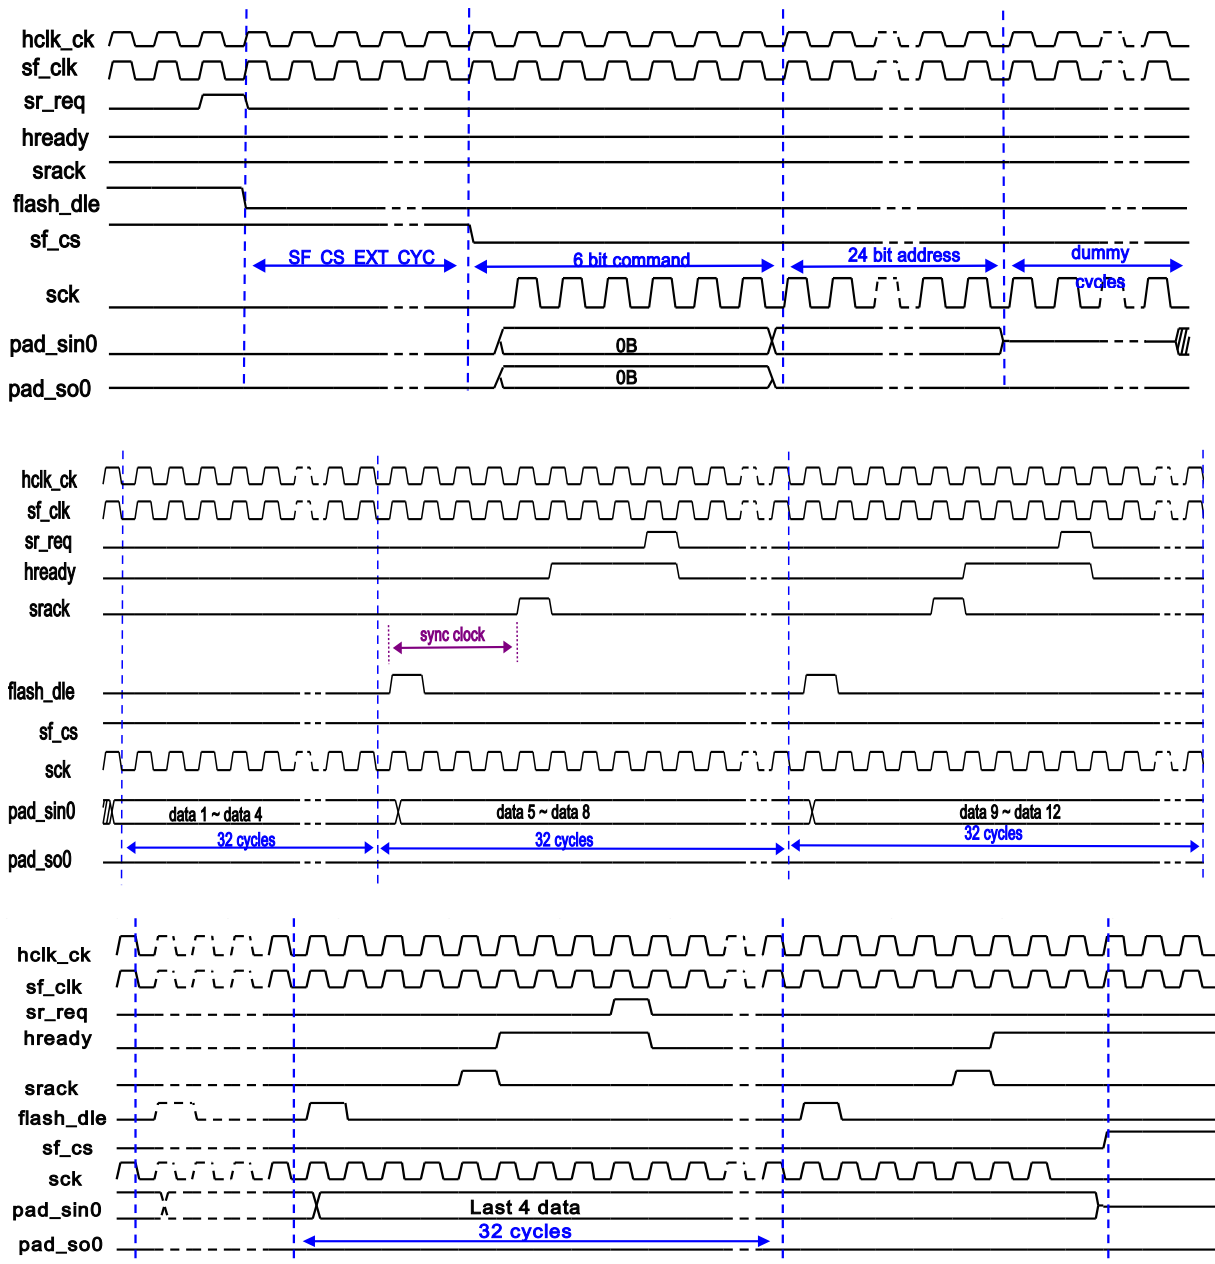 hclk_ck
sf_clk
sr_req
hready
srack
flash_dle
sf_cs
SF_CS_EXT_CYC
6 bit command
24 bit address
dummy
cycles
sck
pad_sin0
0B
pad_so0
0B
hclk_ck
sf_clk
sr_req
hready
srack
sync clock
flash_dle
sf_cs
sck
pad_sin0
data 1 ~ data 4
data 5 ~ data 8
data 9 ~ data 12
32 cycles
32 cycles
32 cycles
pad_so0
hclk_ck
sf_clk
sr_req
hready
srack
flash_dle
sf_cs
sck
pad_sin0
Last 4 data
32 cycles
pad_so0